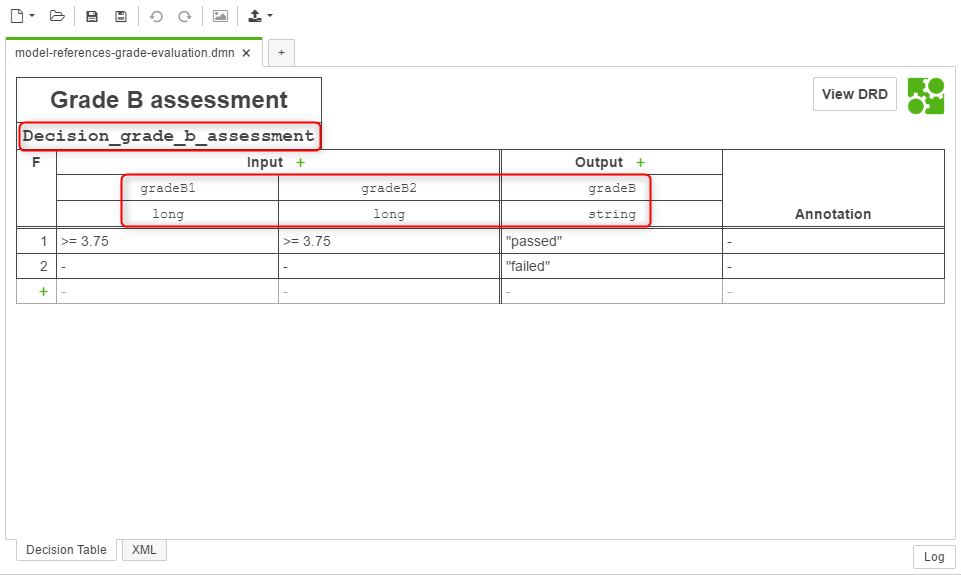 model-references-grade-evaluation.dmn × +
Grade B assessment
View DRD
Decision_grade_b_assessment
F Input + Output +
gradeB1 gradeB2 gradeB
long long string Annotation
1 >= 3.75 >= 3.75 "passed" -
2 - - "failed" -
+ - - - -
Decision Table XML
Log